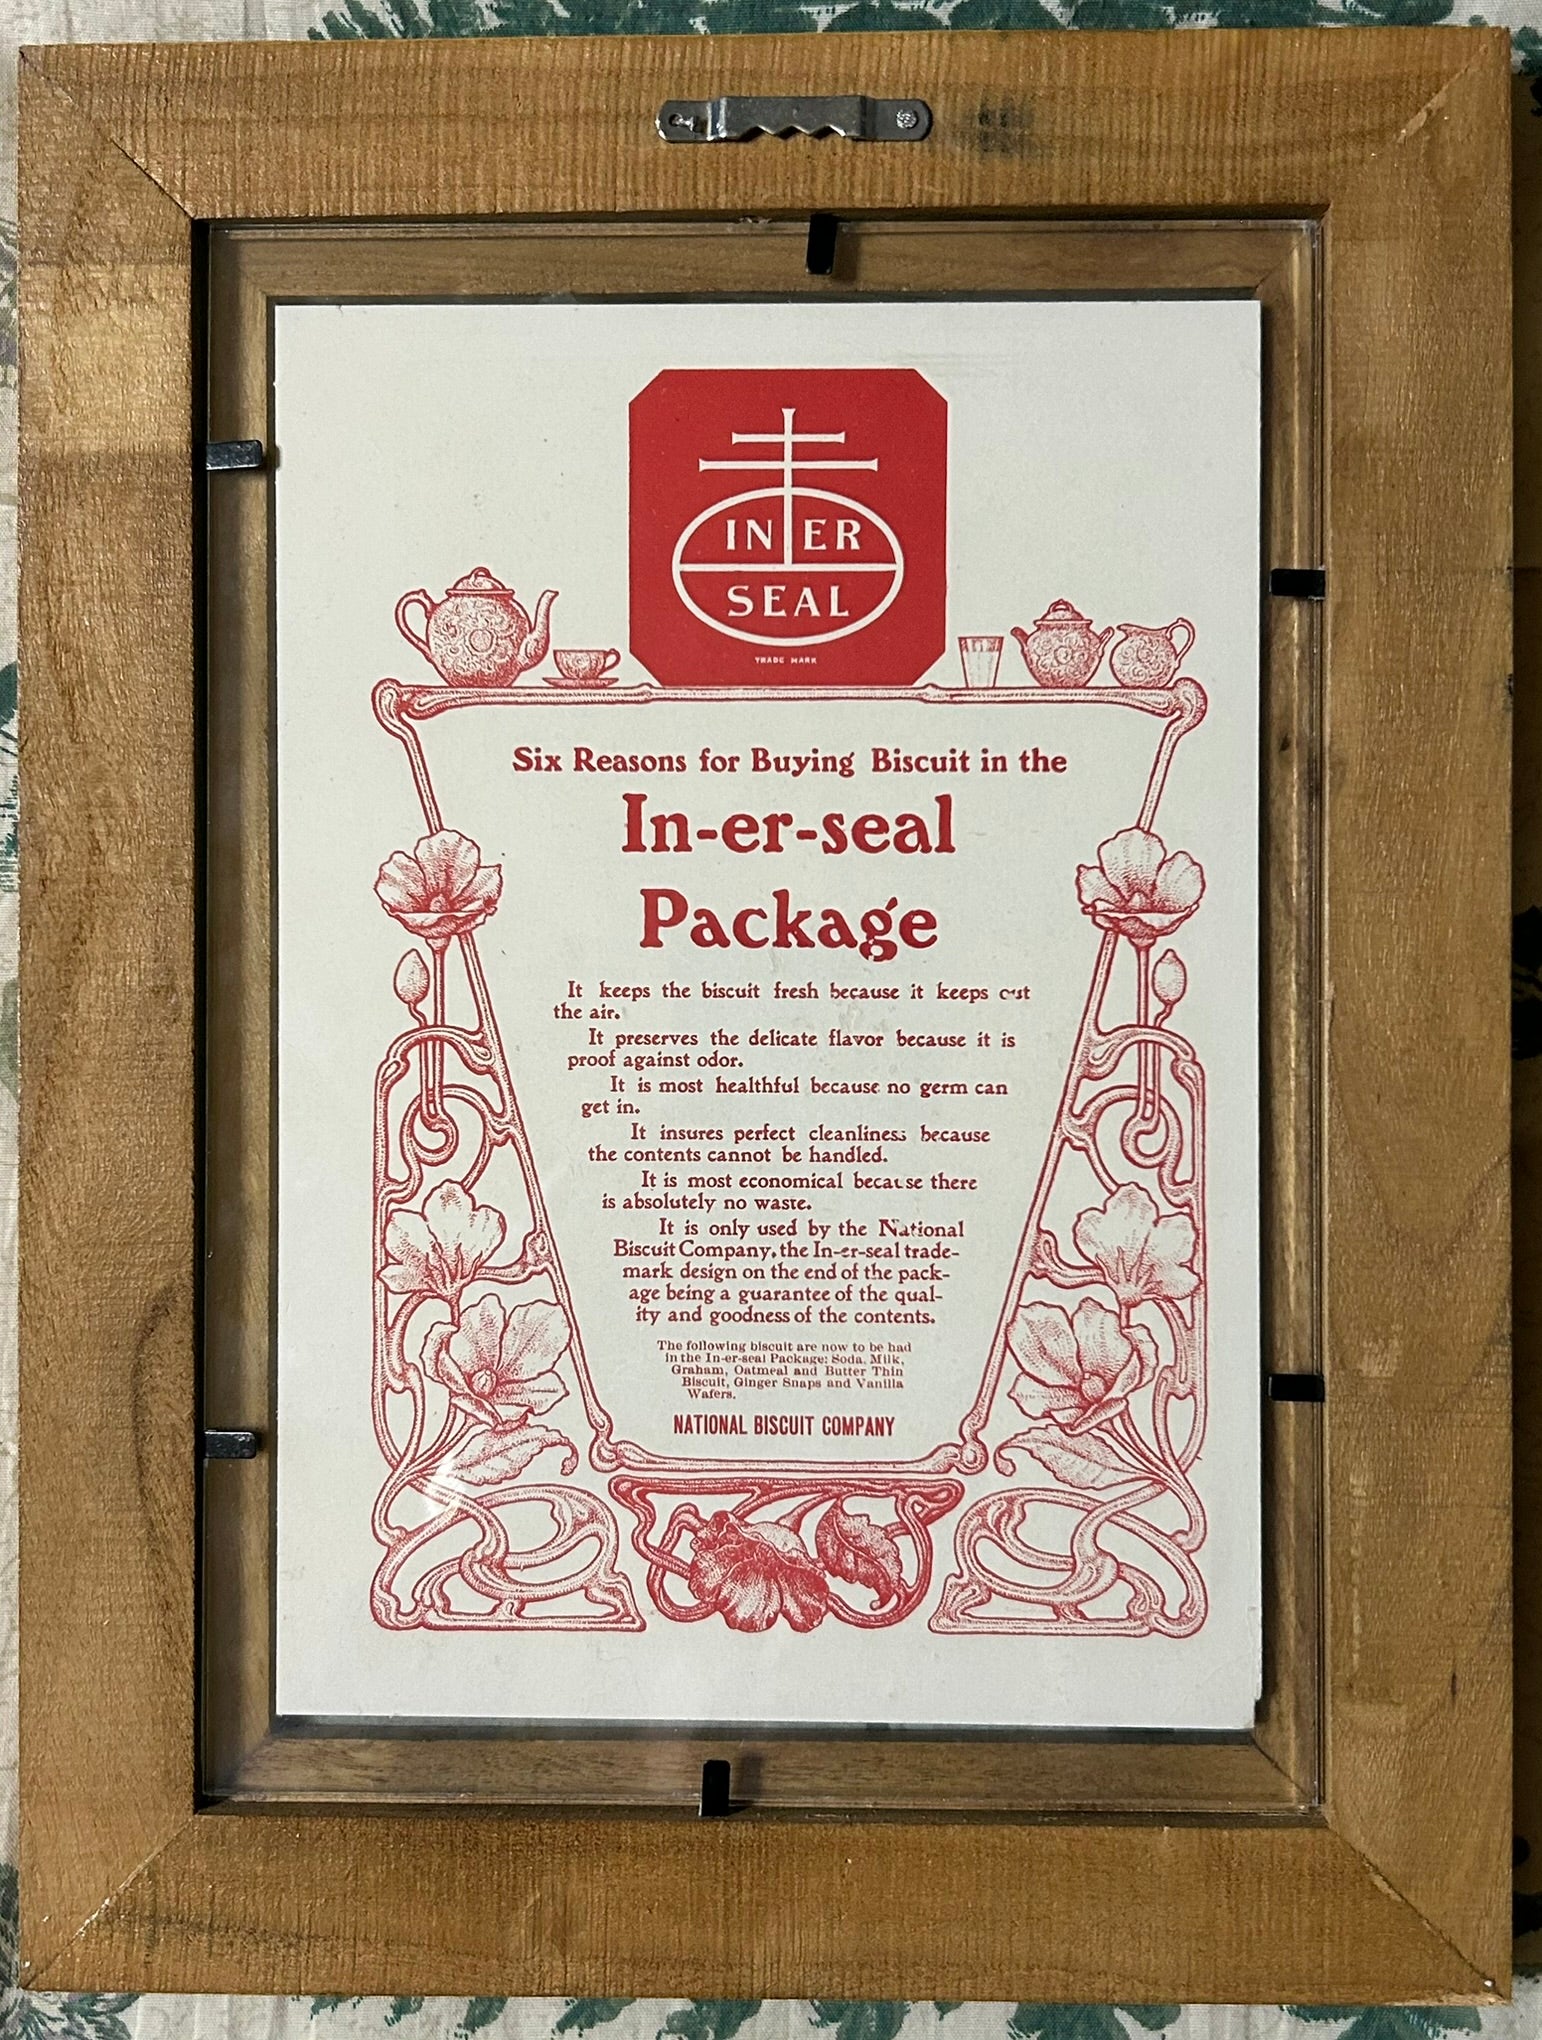 IN ER
SEAL
TRADE MARK
Six Reasons for Buying Biscuit in the
In-er-seal
Package
It keeps the biscuit fresh because it keeps out
the air.
It preserves the delicate flavor because it is
proof against odor.
It is most healthful because no germ can
get in.
It insures perfect cleanliness because
the contents cannot be handled.
It is most economical because there
is absolutely no waste.
It is only used by the National
Biscuit Company, the In-er-seal trade-
mark design on the end of the pack-
age being a guarantee of the qual-
ity and goodness of the contents.
The following biscuit are now to be had
in the In-er-seal Package: Soda, Milk,
Graham, Oatmeal and Butter Thin
Biscuit, Ginger Snaps and Vanilla
Wafers.
NATIONAL BISCUIT COMPANY